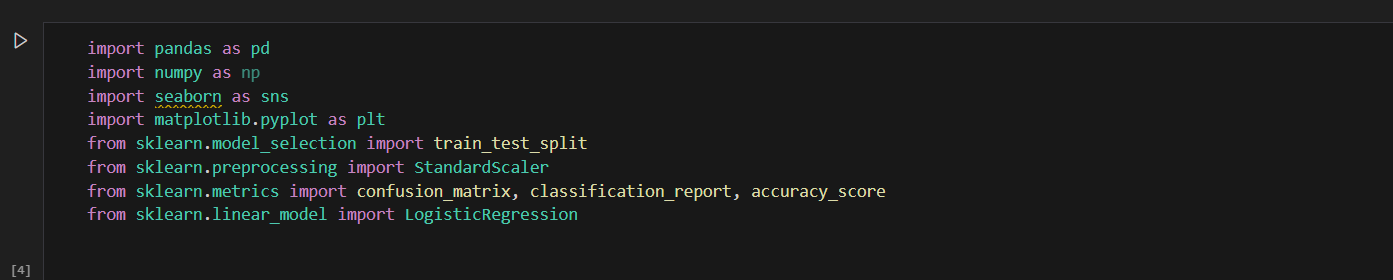 import pandas as pd
import numpy as np
import seaborn as sns
import matplotlib.pyplot as plt
from sklearn.model_selection import train_test_split
from sklearn.preprocessing import StandardScaler
from sklearn.metrics import confusion_matrix, classification_report, accuracy_score
from sklearn.linear_model import LogisticRegression
[4]